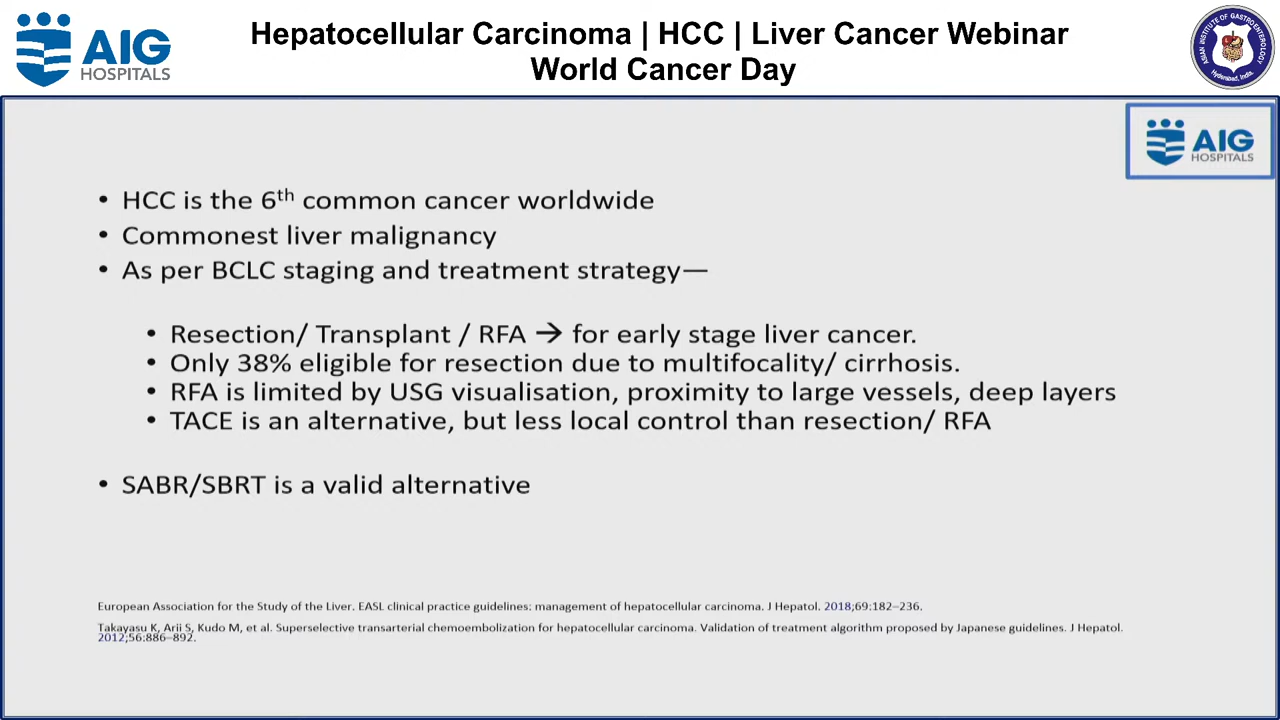 AIG
HOSPITALS
Hepatocellular Carcinoma | HCC | Liver Cancer Webinar
World Cancer Day
ASIAN INSTITUTE OF GASTROENTEROLOGY
Hyderabad, India.
AIG
HOSPITALS
• HCC is the 6th common cancer worldwide
• Commonest liver malignancy
• As per BCLC staging and treatment strategy—
• Resection/ Transplant / RFA → for early stage liver cancer.
• Only 38% eligible for resection due to multifocality/ cirrhosis.
• RFA is limited by USG visualisation, proximity to large vessels, deep layers
• TACE is an alternative, but less local control than resection/ RFA
• SABR/SBRT is a valid alternative
European Association for the Study of the Liver. EASL clinical practice guidelines: management of hepatocellular carcinoma. J Hepatol. 2018;69:182–236.
Takayasu K, Arii S, Kudo M, et al. Superselective transarterial chemoembolization for hepatocellular carcinoma. Validation of treatment algorithm proposed by Japanese guidelines. J Hepatol.
2012;56:886–892.